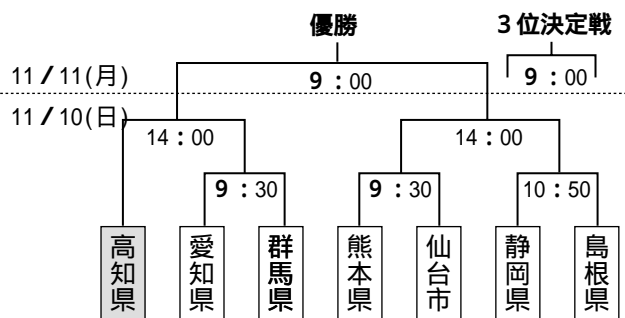 優勝
3位決定戦
11/11(月)
9:00
9:00
11/10(日)
14:00
14:00
9:30
9:30
10:50
高知県
愛知県
群馬県
熊本県
仙台市
静岡県
島根県